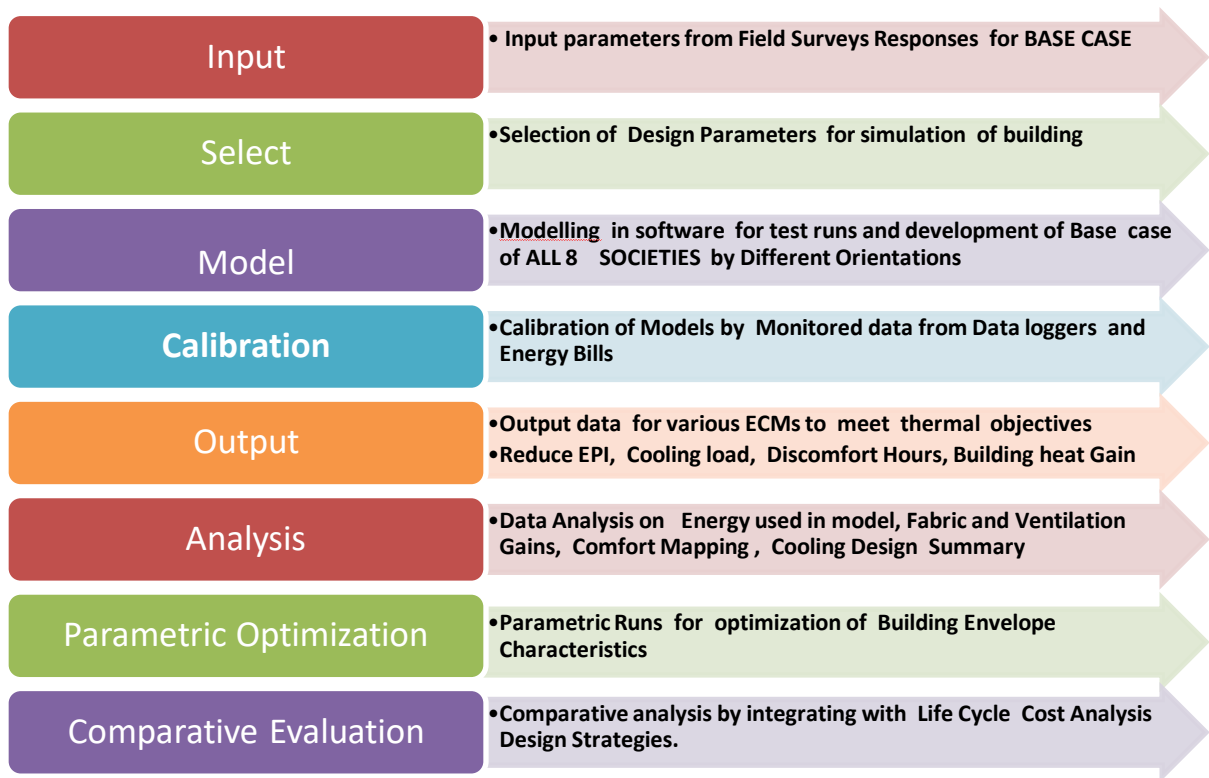 Input
• Input parameters from Field Surveys Responses for BASE CASE
Select
•Selection of Design Parameters for simulation of building
Model
•Modelling in software for test runs and development of Base case
of ALL 8 SOCIETIES by Different Orientations
Calibration
•Calibration of Models by Monitored data from Data loggers and
Energy Bills
Output
•Output data for various ECMs to meet thermal objectives
•Reduce EPI, Cooling load, Discomfort Hours, Building heat Gain
Analysis
•Data Analysis on Energy used in model, Fabric and Ventilation
Gains, Comfort Mapping , Cooling Design Summary
Parametric Optimization
•Parametric Runs for optimization of Building Envelope
Characteristics
Comparative Evaluation
•Comparative analysis by integrating with Life Cycle Cost Analysis
Design Strategies.